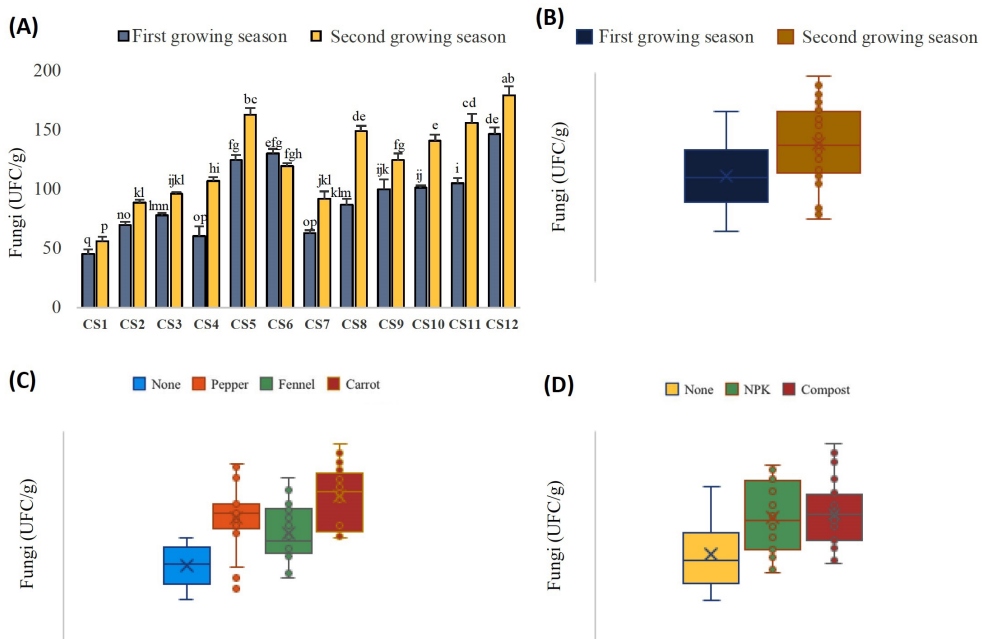 (A)
First growing season Second growing season
Fungi (UFC/g)
200
150
100
50
0
q p no kl lmn ijkl op hi fg bc efg fgh op jkl klm de ijk fg ij e i cd de ab
CS1 CS2 CS3 CS4 CS5 CS6 CS7 CS8 CS9 CS10 CS11 CS12
(B)
First growing season Second growing season
Fungi (UFC/g)
(C)
None Pepper Fennel Carrot
Fungi (UFC/g)
(D)
None NPK Compost
Fungi (UFC/g)